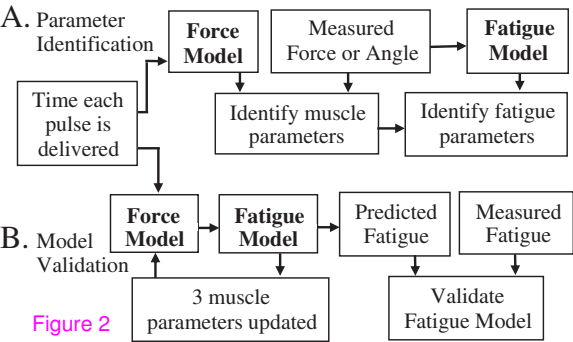 A. Parameter
Identification
Force
Model
Measured
Force or Angle
Fatigue
Model
Time each
pulse is
delivered
Identify muscle
parameters
Identify fatigue
parameters
B. Model
Validation
Force
Model
Fatigue
Model
Predicted
Fatigue
Measured
Fatigue
3 muscle
parameters updated
Validate
Fatigue Model
Figure 2